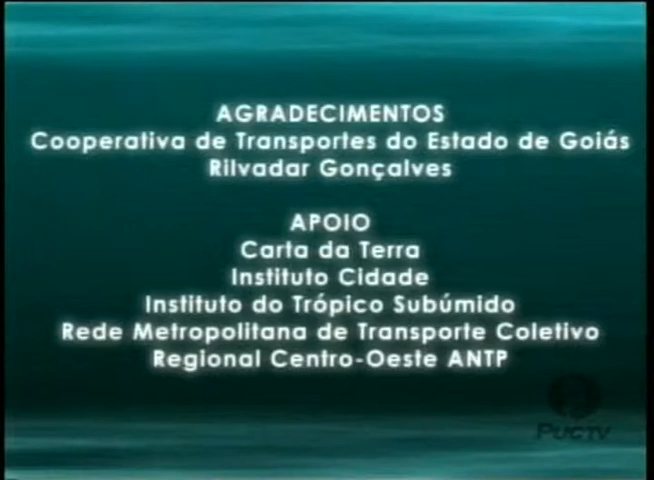 AGRADECIMENTOS
Cooperativa de Transportes do Estado de Goiás
Rilvadar Gonçalves
APOIO
Carta da Terra
Instituto Cidade
Instituto do Trópico Subúmido
Rede Metropolitana de Transporte Coletivo
Regional Centro-Oeste ANTP
PUCTV